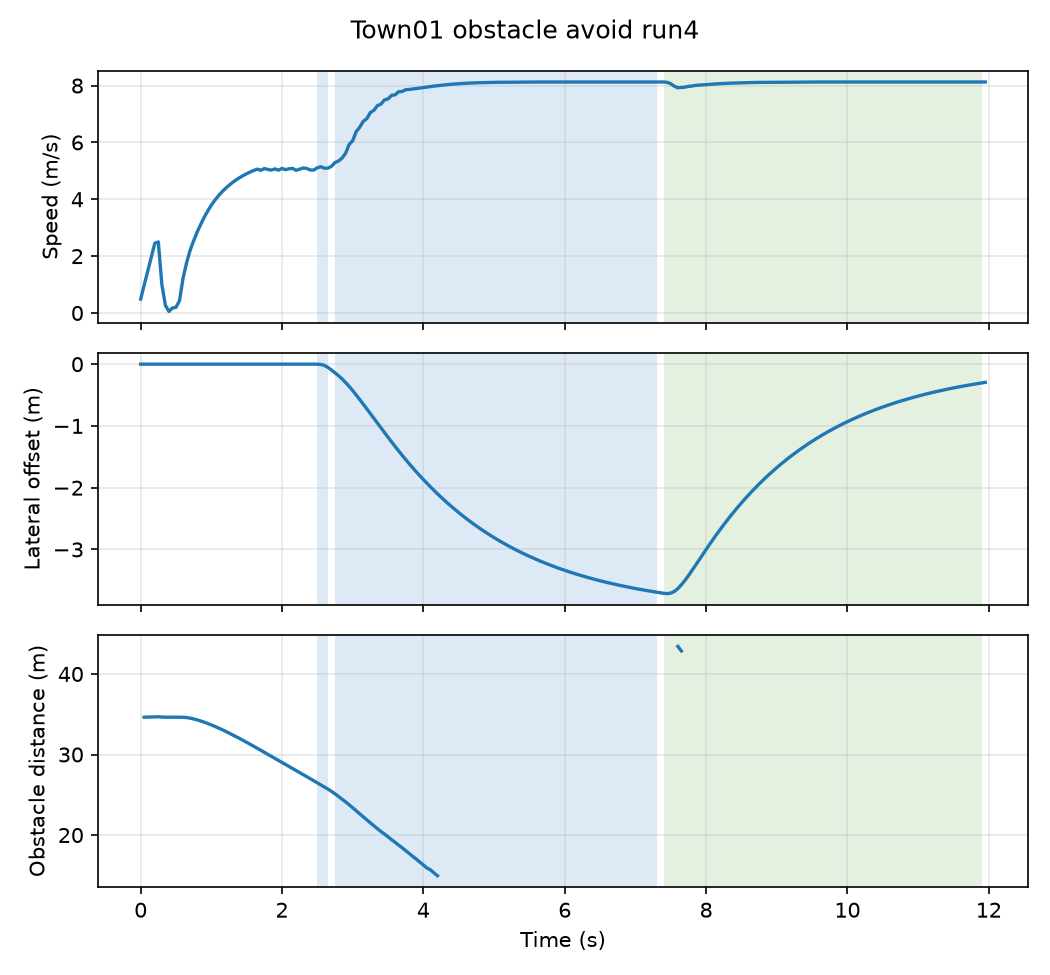 Town01 obstacle avoid run4
Speed (m/s)
8
6
4
2
0
Lateral offset (m)
0
−1
−2
−3
Obstacle distance (m)
40
30
20
0 2 4 6 8 10 12
Time (s)